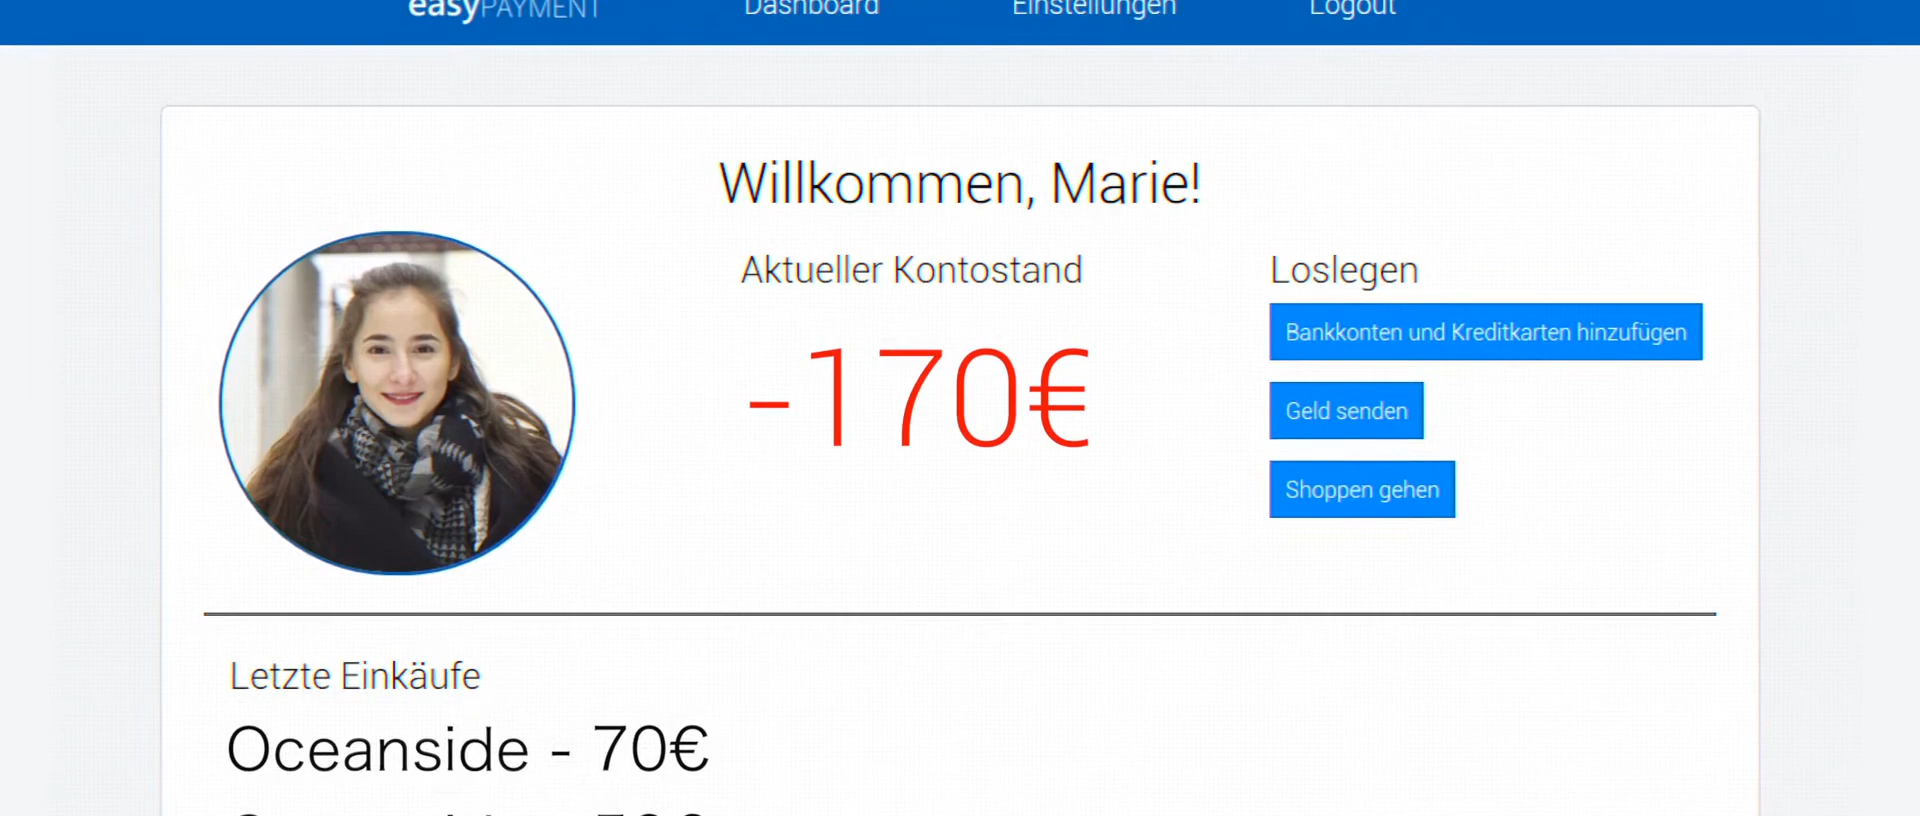 easyPAYMENT Dashboard Einstellungen Logout
Willkommen, Marie!
Aktueller Kontostand
-170€
Loslegen
Bankkonten und Kreditkarten hinzufügen
Geld senden
Shoppen gehen
Letzte Einkäufe
Oceanside - 70€